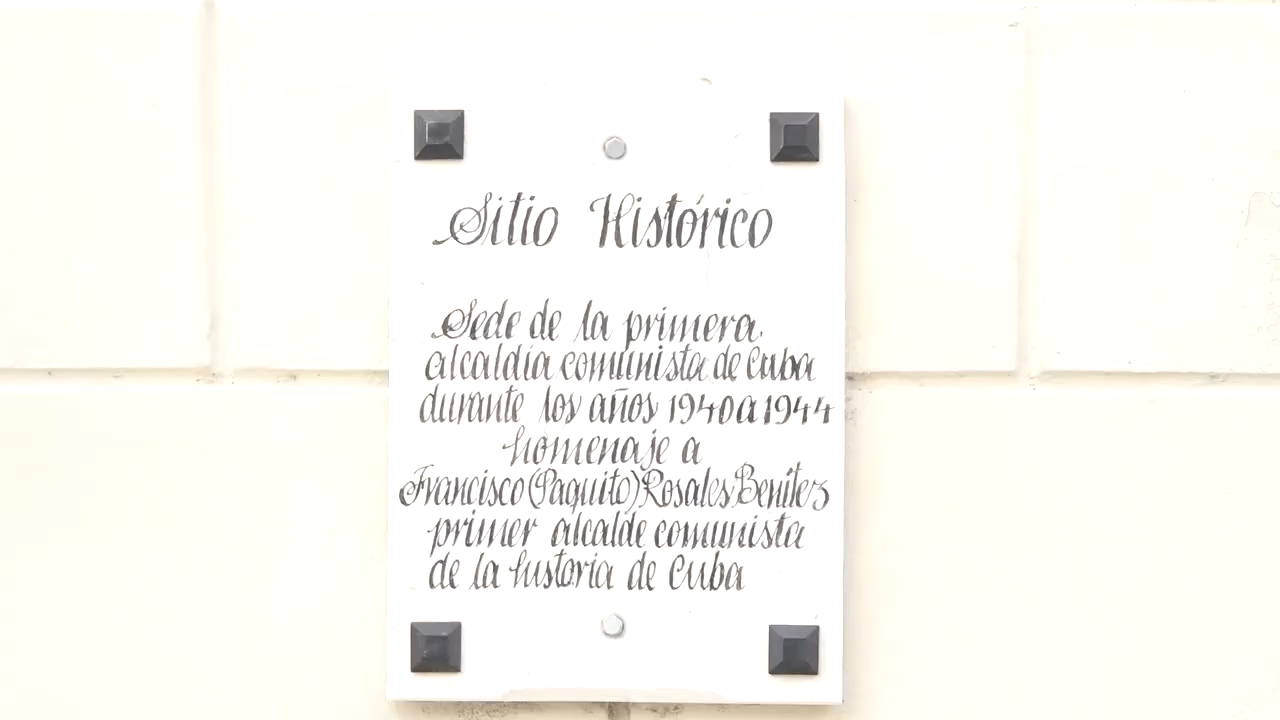 Sitio Histórico
Sede de la primera
alcaldía comunista de Cuba
durante los años 1940 a 1944
homenaje a
Francisco (Paquito) Rosales Benítez
primer alcalde comunista
de la historia de Cuba